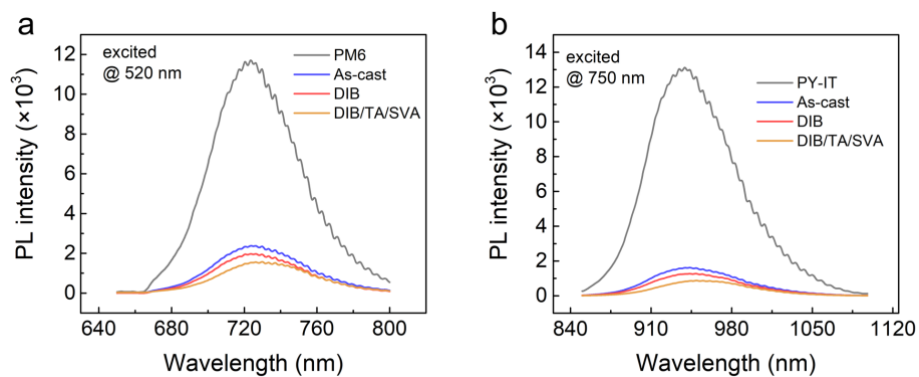 a
excited
@ 520 nm
PM6
As-cast
DIB
DIB/TA/SVA
PL intensity (×10³)
12
10
8
6
4
2
0
640
680
720
760
800
Wavelength (nm)
b
excited
@ 750 nm
PY-IT
As-cast
DIB
DIB/TA/SVA
PL intensity (×10³)
14
12
10
8
6
4
2
0
840
910
980
1050
1120
Wavelength (nm)